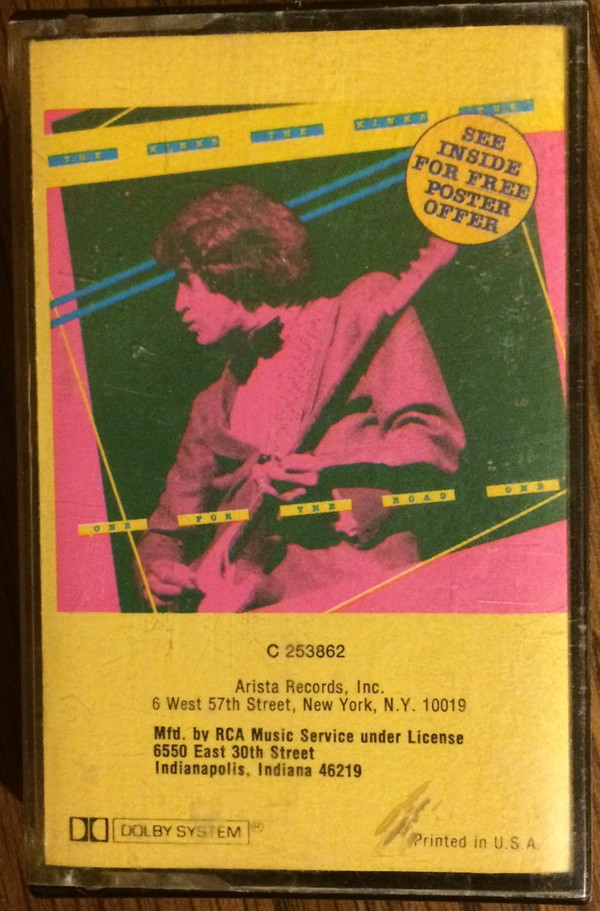 THE KINKS THE KINKS THE
SEE
INSIDE
FOR FREE
POSTER
OFFER
ONE FOR THE ROAD ONE
C 253862
Arista Records, Inc.
6 West 57th Street, New York, N.Y. 10019
Mfd. by RCA Music Service under License
6550 East 30th Street
Indianapolis, Indiana 46219
DOLBY SYSTEM®
Printed in U.S.A.